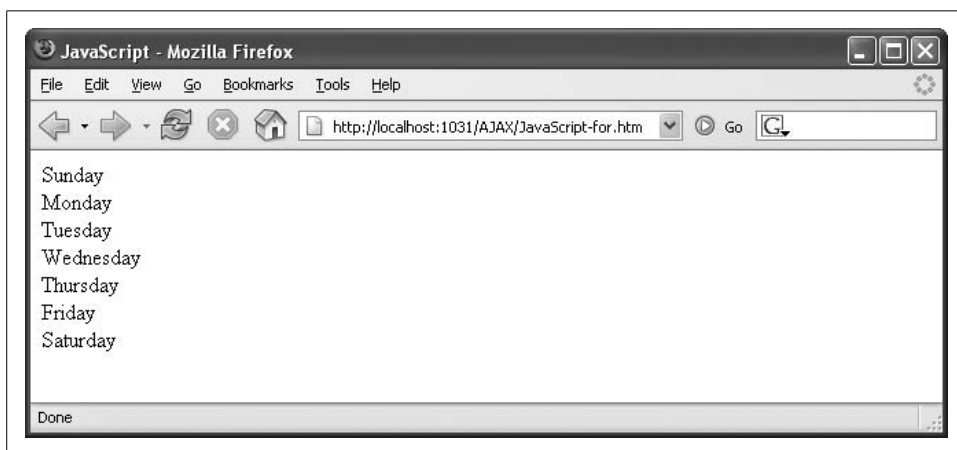 JavaScript - Mozilla Firefox
File Edit View Go Bookmarks Tools Help
http://localhost:1031/AJAX/JavaScript-for.htm Go G
Sunday
Monday
Tuesday
Wednesday
Thursday
Friday
Saturday
Done